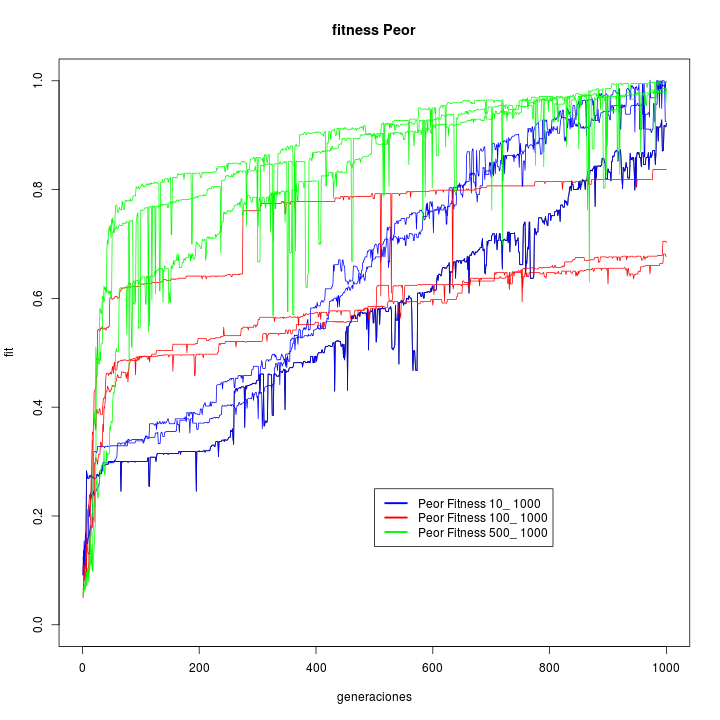 fitness Peor
1.0
0.8
0.6
0.4
0.2
0.0
fit
Peor Fitness 10_ 1000
Peor Fitness 100_ 1000
Peor Fitness 500_ 1000
0 200 400 600 800 1000
generaciones